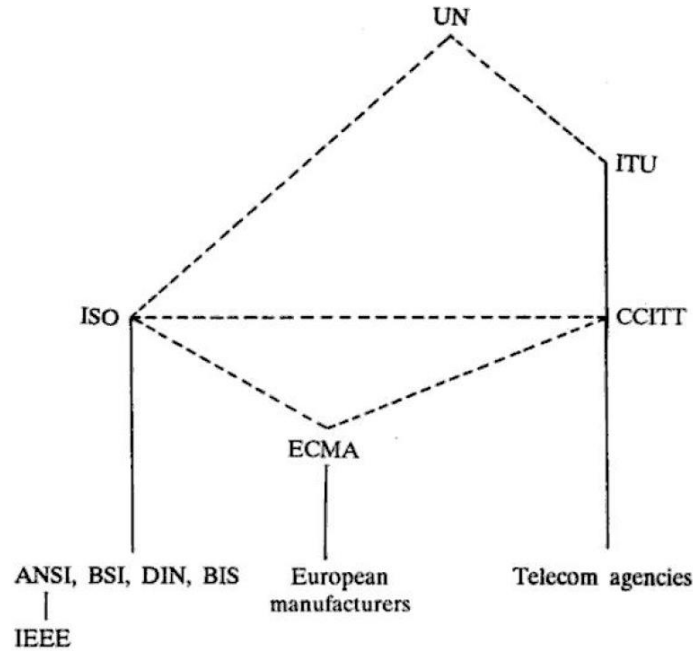 UN
ITU
ISO
CCITT
ECMA
ANSI, BSI, DIN, BIS
European
manufacturers
Telecom agencies
IEEE